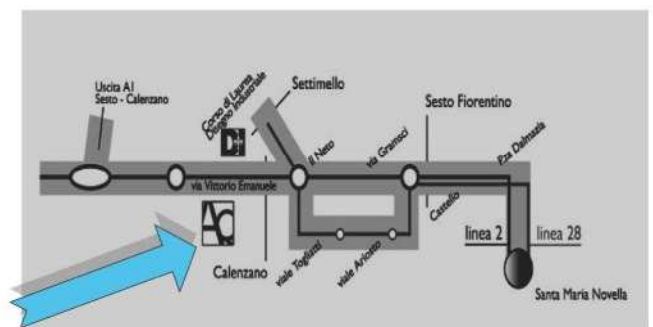 Uscita A1
Sesto - Calenzano
Corso di Laurea
Disegno Industriale
Settimello
Sesto Fiorentino
Il Neto
via Gramsci
P.za Dalmazia
via Vittorio Emanuele
Castello
Calenzano
viale Togliatti
viale Ariosto
linea 2
linea 28
Santa Maria Novella